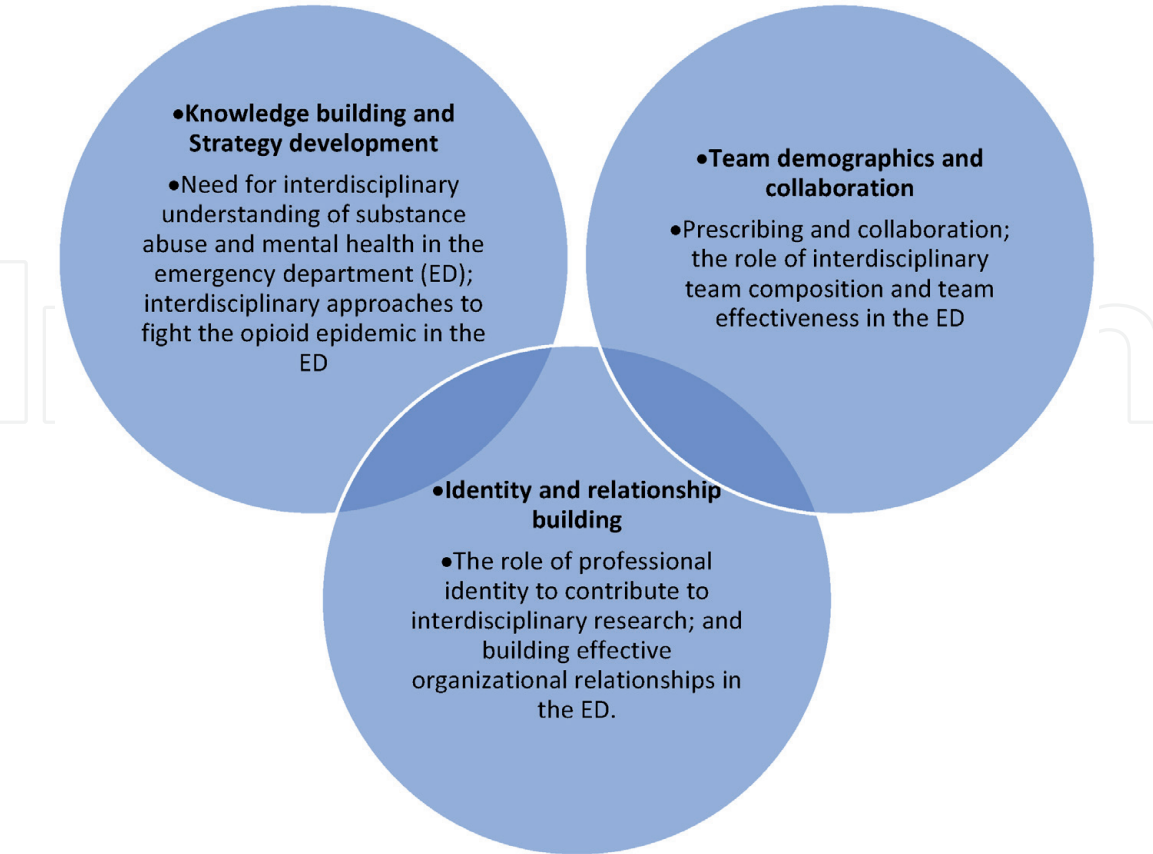 •Knowledge building and
Strategy development
•Need for interdisciplinary
understanding of substance
abuse and mental health in the
emergency department (ED);
interdisciplinary approaches to
fight the opioid epidemic in the
ED
•Team demographics and
collaboration
•Prescribing and collaboration;
the role of interdisciplinary
team composition and team
effectiveness in the ED
•Identity and relationship
building
•The role of professional
identity to contribute to
interdisciplinary research; and
building effective
organizational relationships in
the ED.